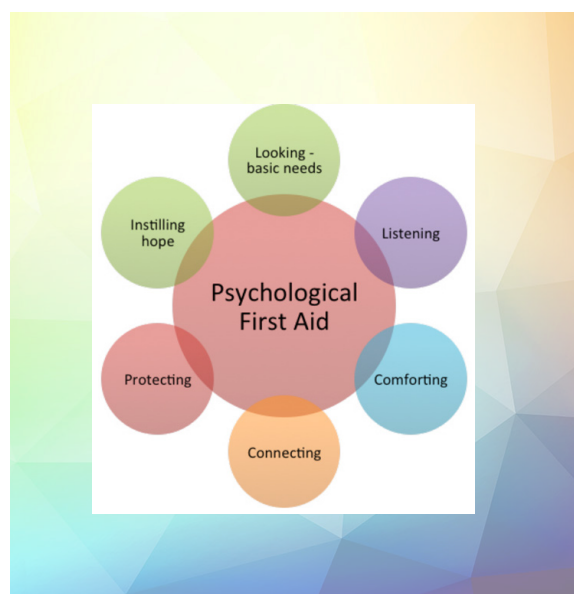 Looking -
basic needs
Listening
Comforting
Connecting
Protecting
Instilling
hope
Psychological
First Aid